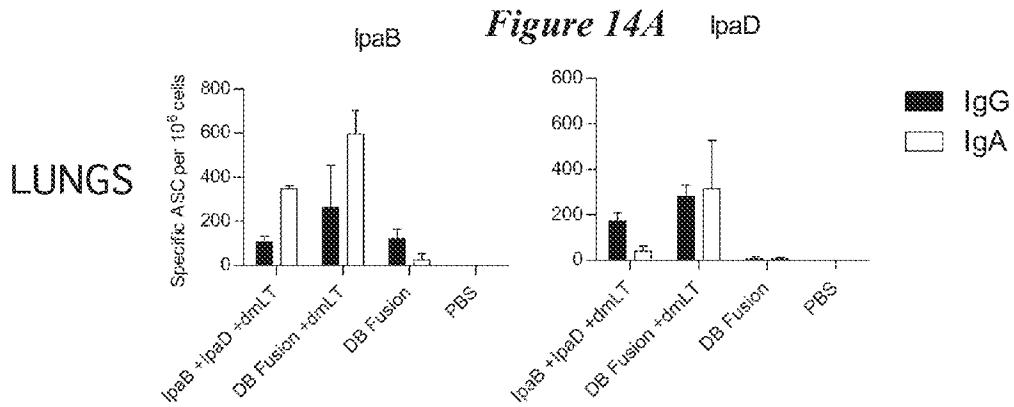 Figure 14A
IpaB
IpaD
LUNGS
Specific ASC per 10⁶ cells
800
600
400
200
0
IpaB +IpaD +dmLT
DB Fusion +dmLT
DB Fusion
PBS
800
600
400
200
0
IpaB +IpaD +dmLT
DB Fusion +dmLT
DB Fusion
PBS
IgG
IgA